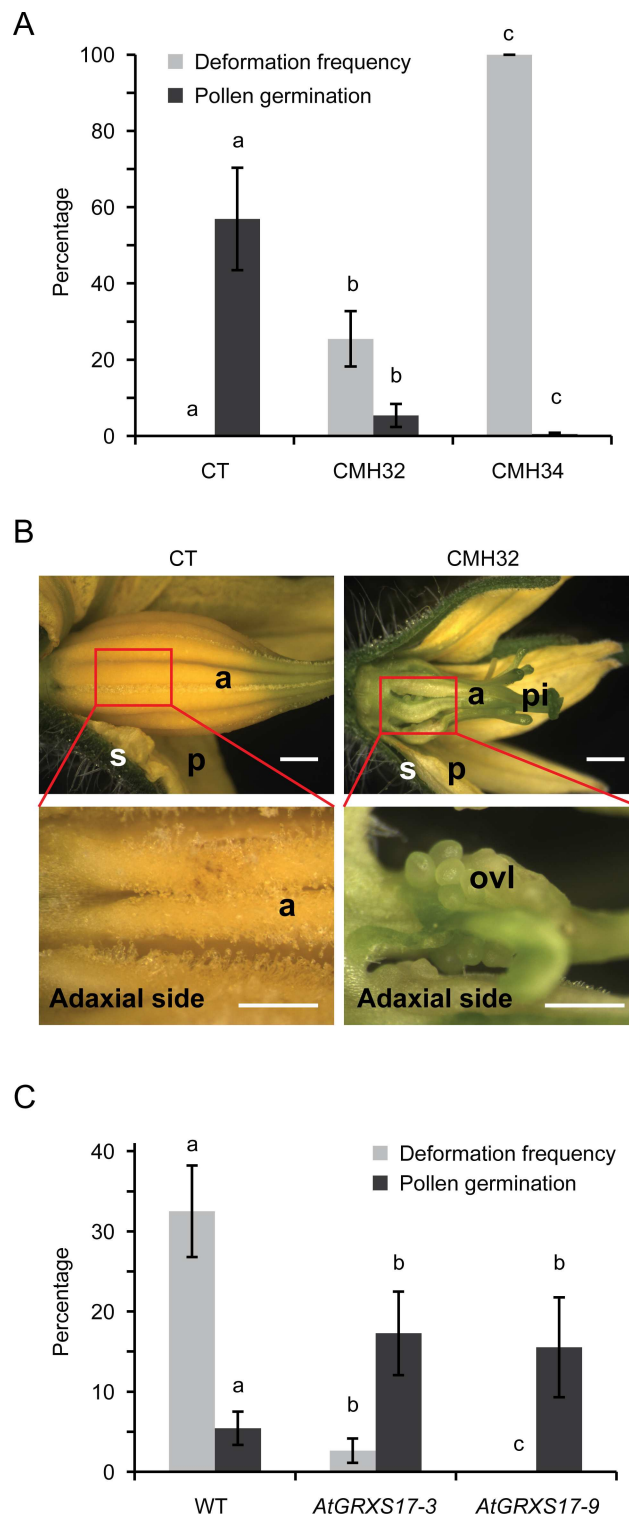 A
Deformation frequency
Pollen germination
Percentage
100
80
60
40
20
0
a
a
b
b
c
c
CT
CMH32
CMH34
B
CT
CMH32
a
s
p
a
pi
s
p
a
Adaxial side
ovl
Adaxial side
C
Deformation frequency
Pollen germination
Percentage
40
30
20
10
0
a
a
b
b
c
b
WT
AtGRXS17-3
AtGRXS17-9